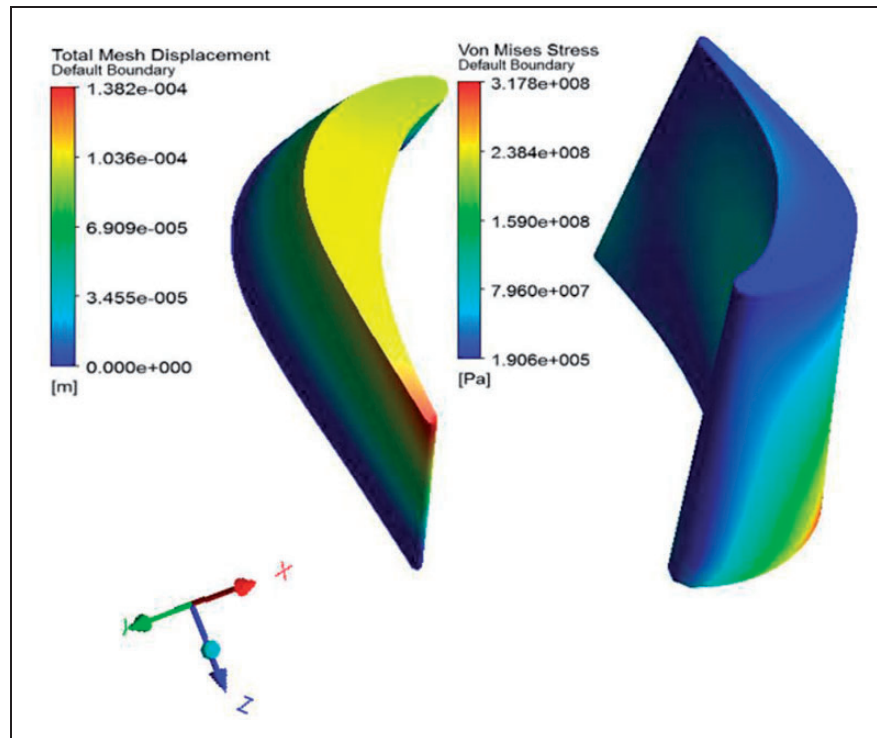 Total Mesh Displacement
Default Boundary
1.382e-004
1.036e-004
6.909e-005
3.455e-005
0.000e+000
[m]
Von Mises Stress
Default Boundary
3.178e+008
2.384e+008
1.590e+008
7.960e+007
1.906e+005
[Pa]
X
Z